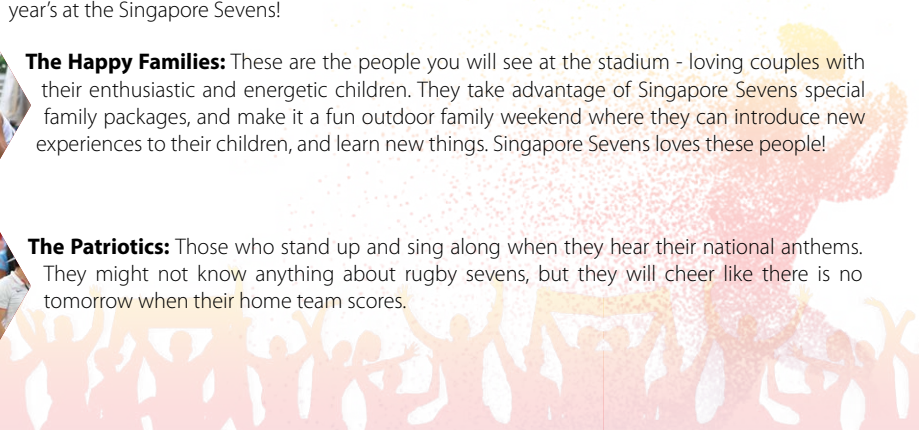 year's at the Singapore Sevens!
The Happy Families: These are the people you will see at the stadium - loving couples with
their enthusiastic and energetic children. They take advantage of Singapore Sevens special
family packages, and make it a fun outdoor family weekend where they can introduce new
experiences to their children, and learn new things. Singapore Sevens loves these people!
The Patriotics: Those who stand up and sing along when they hear their national anthems.
They might not know anything about rugby sevens, but they will cheer like there is no
tomorrow when their home team scores.